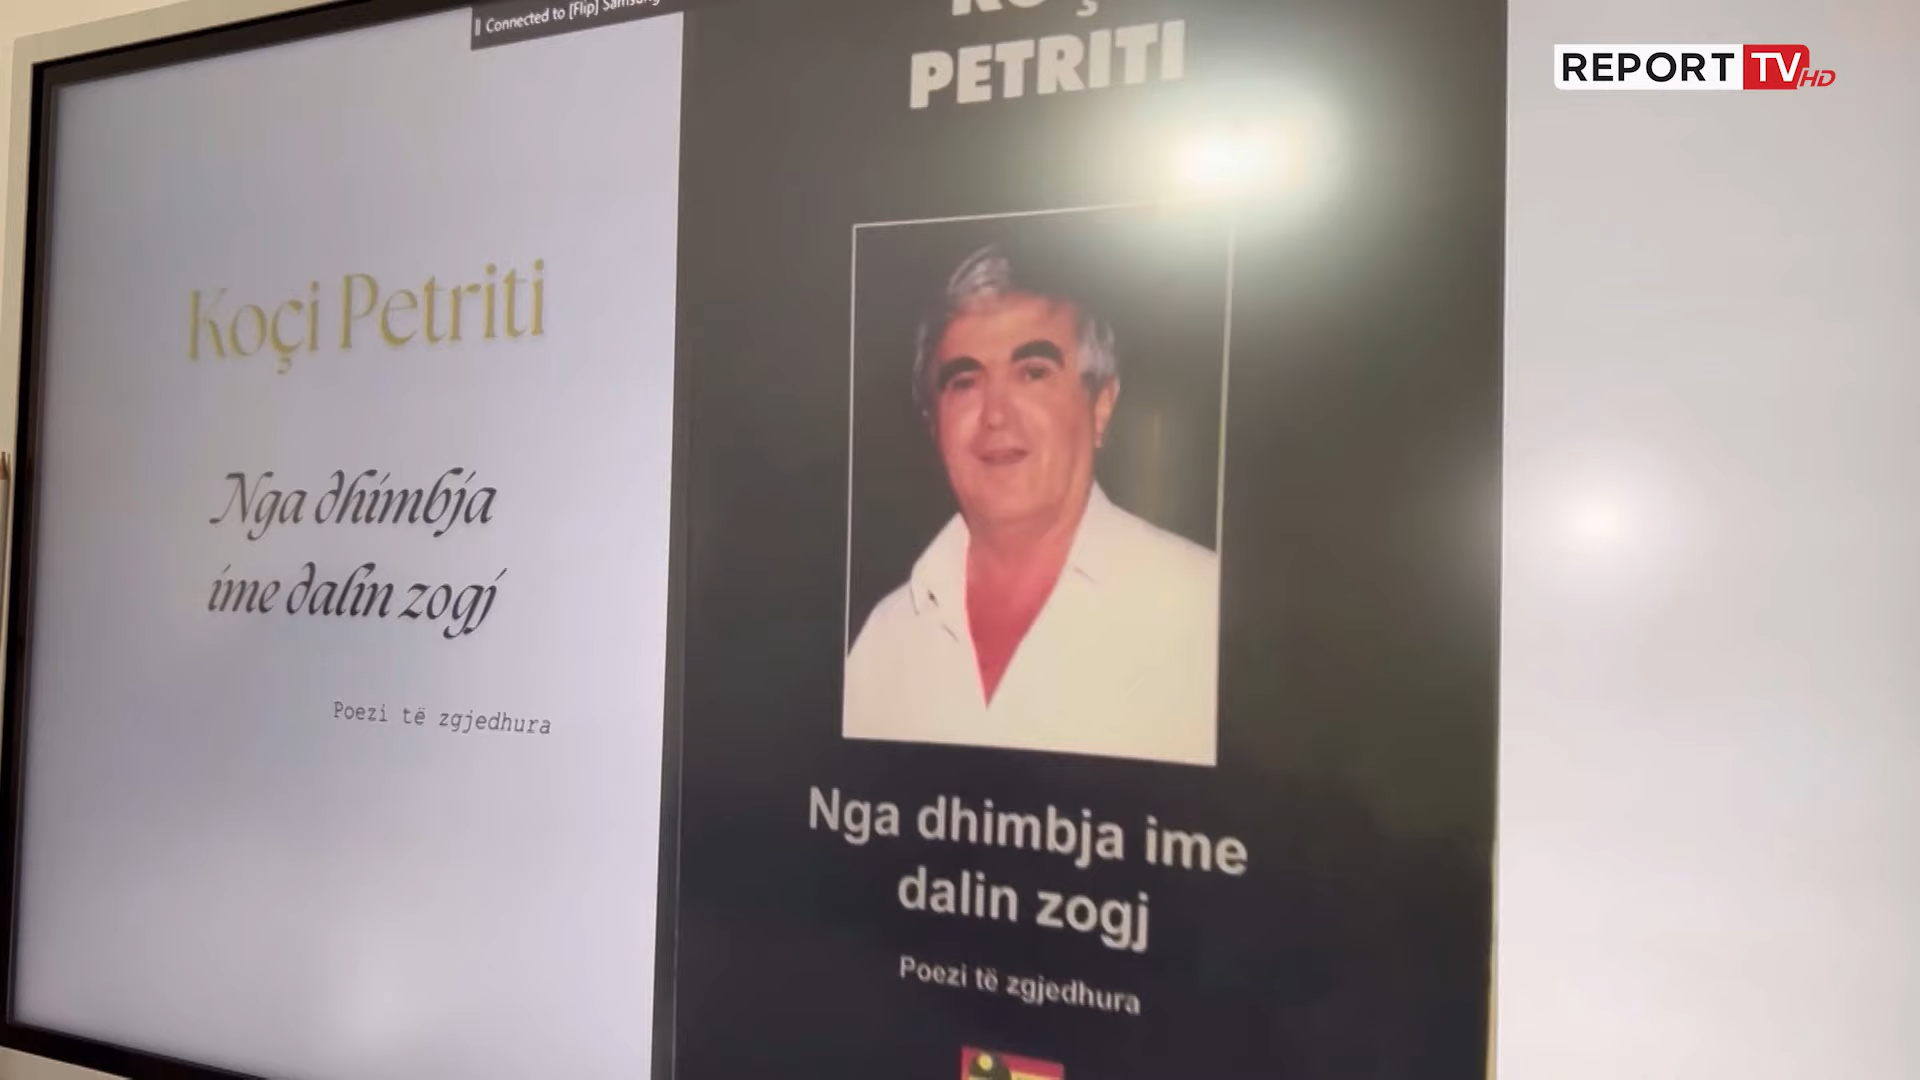 Connected to [Flip] Samsung
REPORT TV HD
Koçi Petriti
Nga dhimbja
ime dalin zogj
Poezi të zgjedhura
PETRITI
Nga dhimbja ime
dalin zogj
Poezi të zgjedhura